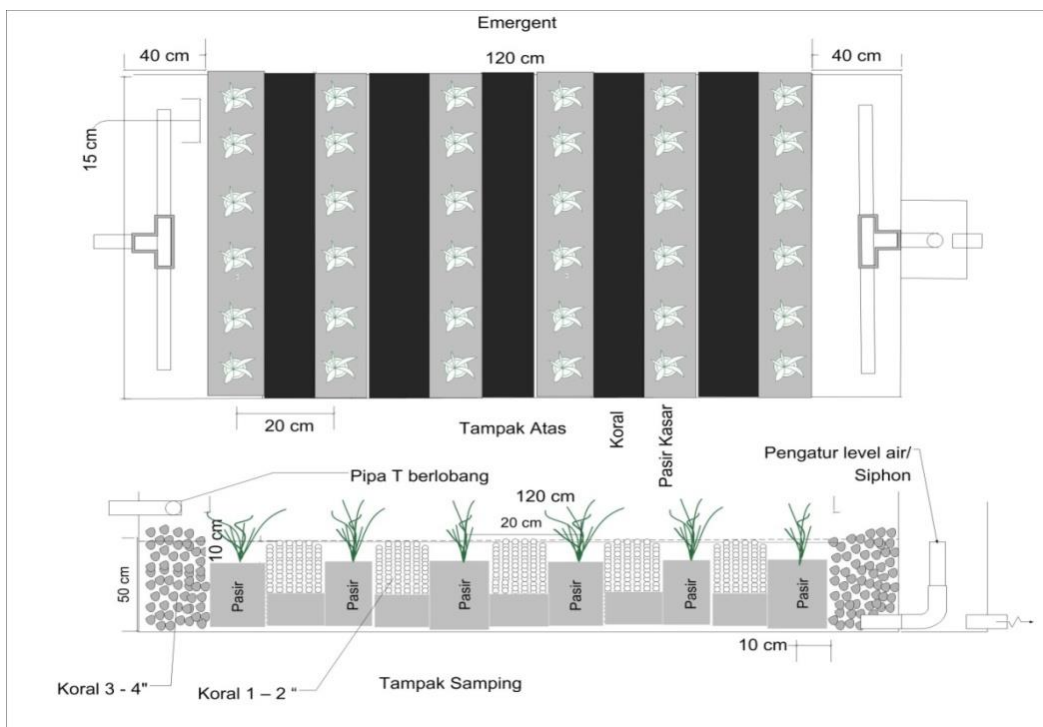 Emergent
40 cm
120 cm
40 cm
15 cm
20 cm
Tampak Atas
Koral
Pasir Kasar
Pengatur level air/
Siphon
Pipa T berlobang
120 cm
20 cm
10 cm
50 cm
Pasir
Pasir
Pasir
Pasir
Pasir
Pasir
10 cm
Koral 3 - 4"
Koral 1 – 2 “
Tampak Samping